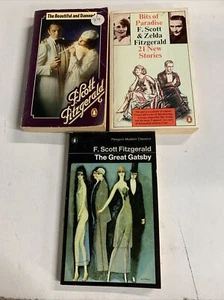 The Beautiful and Damned
F. Scott
Fitzgerald
Bits of
Paradise
F. Scott
& Zelda
Fitzgerald
21 New
Stories
Penguin Modern Classics
F. Scott Fitzgerald
The Great Gatsby